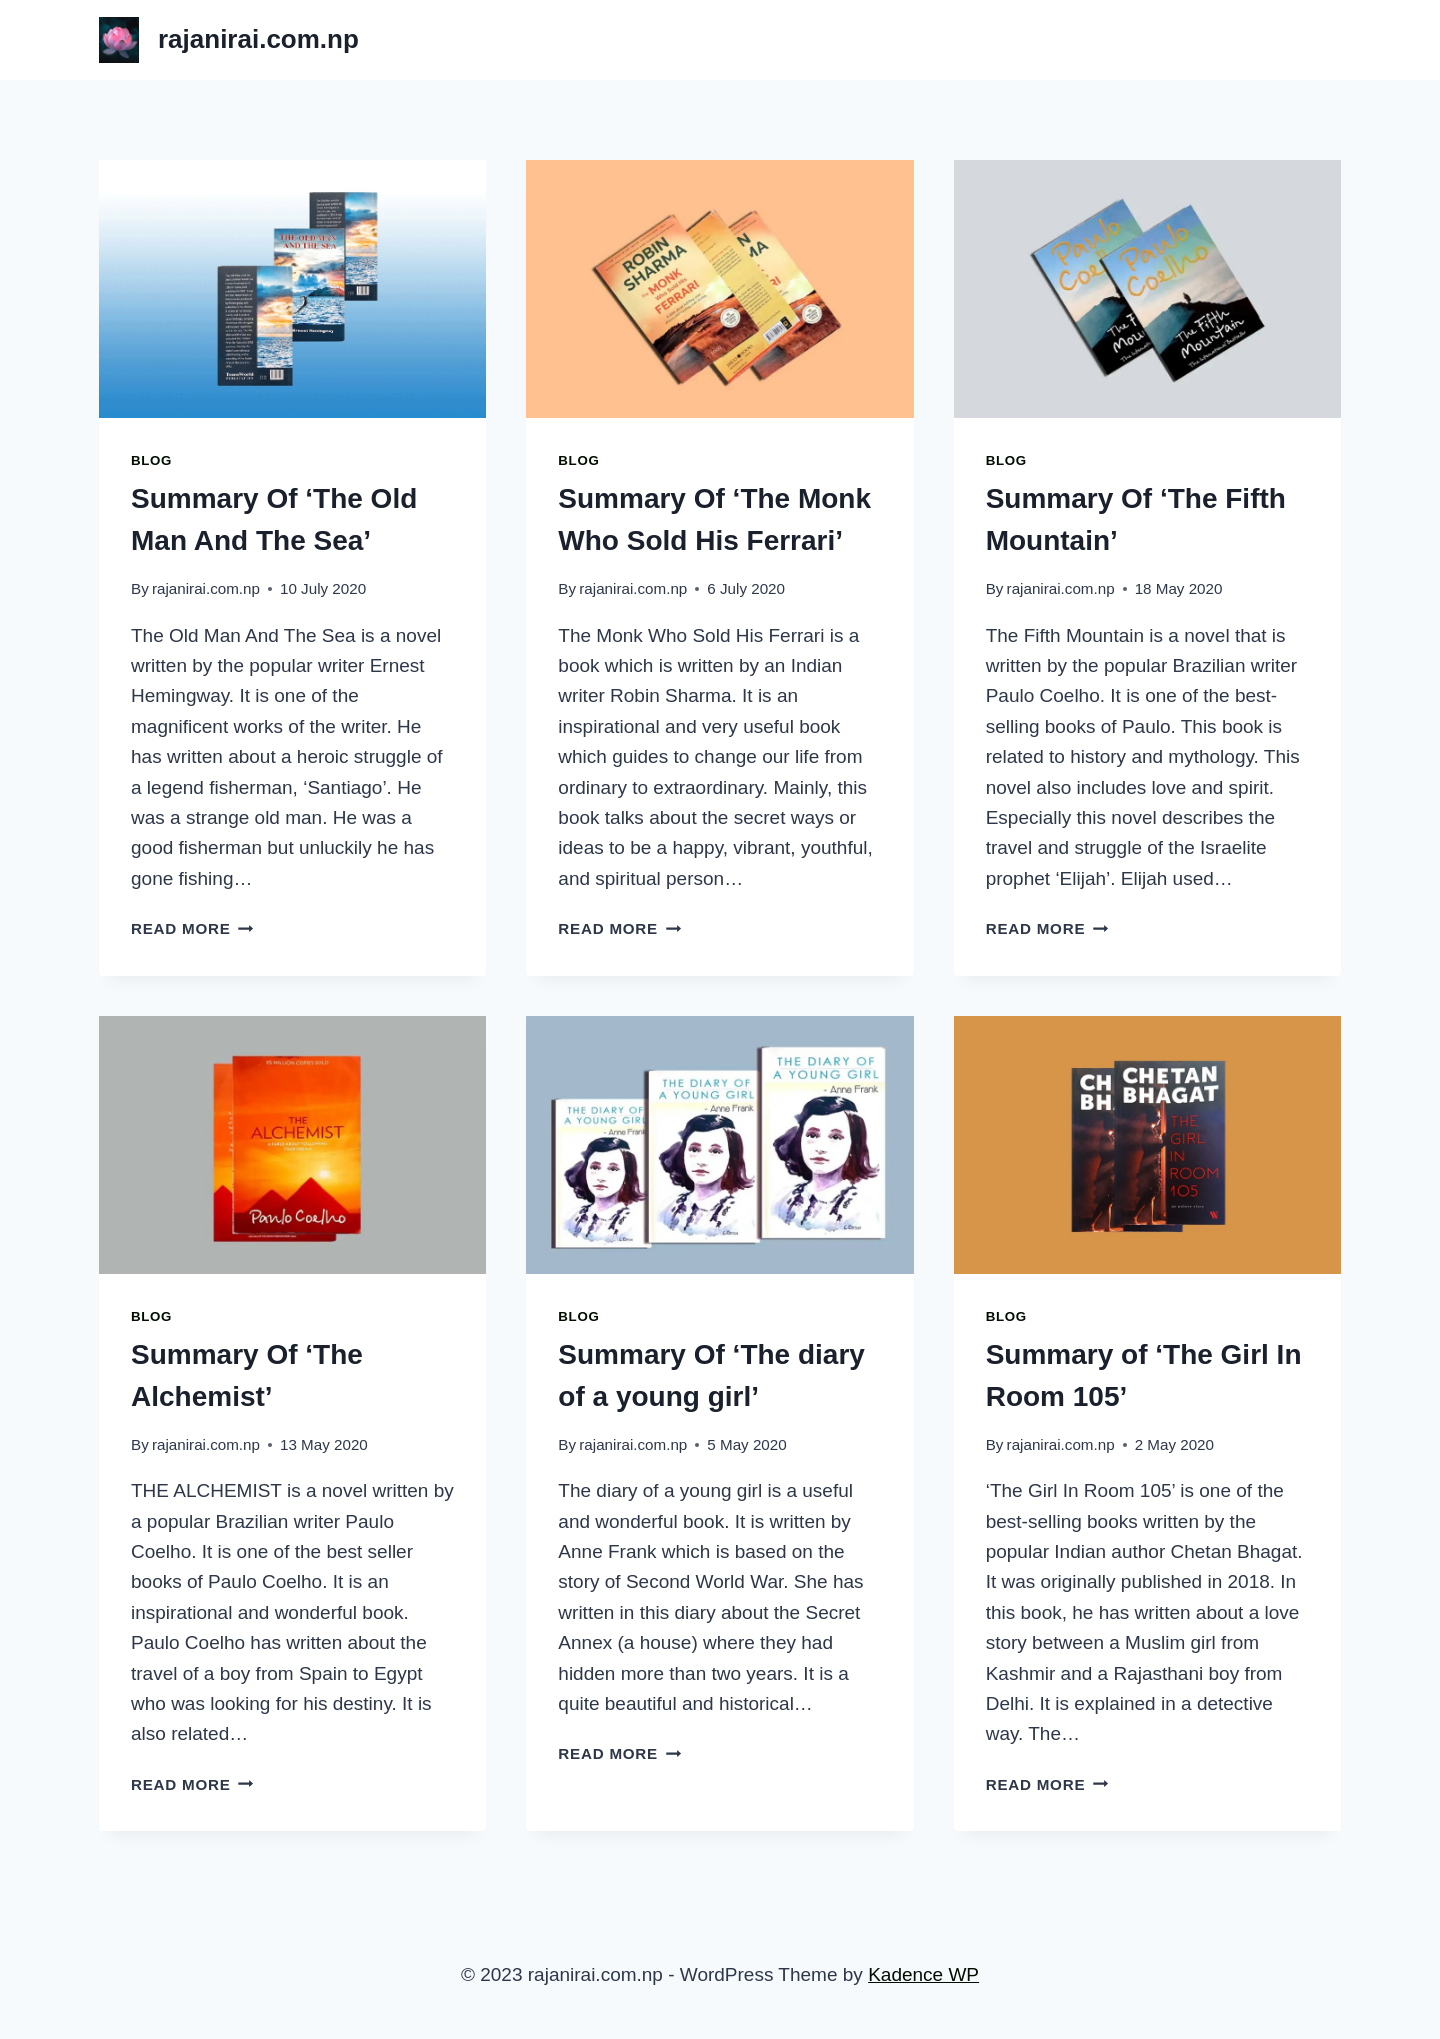 rajanirai.com.np
THE OLD MAN
AND THE SEA
Ernest Hemingway
TransWorld
ROBIN
SHARMA
The MONK
Who Sold His
FERRARI
Paulo
Coelho
Paulo
Coelho
The Fifth
Mountain
The International Bestseller
BLOG
Summary Of ‘The Old
Man And The Sea’
By rajanirai.com.np • 10 July 2020
The Old Man And The Sea is a novel
written by the popular writer Ernest
Hemingway. It is one of the
magnificent works of the writer. He
has written about a heroic struggle of
a legend fisherman, ‘Santiago’. He
was a strange old man. He was a
good fisherman but unluckily he has
gone fishing…
READ MORE
BLOG
Summary Of ‘The Monk
Who Sold His Ferrari’
By rajanirai.com.np • 6 July 2020
The Monk Who Sold His Ferrari is a
book which is written by an Indian
writer Robin Sharma. It is an
inspirational and very useful book
which guides to change our life from
ordinary to extraordinary. Mainly, this
book talks about the secret ways or
ideas to be a happy, vibrant, youthful,
and spiritual person…
READ MORE
BLOG
Summary Of ‘The Fifth
Mountain’
By rajanirai.com.np • 18 May 2020
The Fifth Mountain is a novel that is
written by the popular Brazilian writer
Paulo Coelho. It is one of the best-
selling books of Paulo. This book is
related to history and mythology. This
novel also includes love and spirit.
Especially this novel describes the
travel and struggle of the Israelite
prophet ‘Elijah’. Elijah used…
READ MORE
THE
ALCHEMIST
Paulo Coelho
THE DIARY OF
A YOUNG GIRL
- Anne Frank
THE DIARY OF
A YOUNG GIRL
- Anne Frank
THE DIARY OF
A YOUNG GIRL
- Anne Frank
CHETAN
BHAGAT
THE
GIRL
IN
ROOM
105
BLOG
Summary Of ‘The
Alchemist’
By rajanirai.com.np • 13 May 2020
THE ALCHEMIST is a novel written by
a popular Brazilian writer Paulo
Coelho. It is one of the best seller
books of Paulo Coelho. It is an
inspirational and wonderful book.
Paulo Coelho has written about the
travel of a boy from Spain to Egypt
who was looking for his destiny. It is
also related…
READ MORE
BLOG
Summary Of ‘The diary
of a young girl’
By rajanirai.com.np • 5 May 2020
The diary of a young girl is a useful
and wonderful book. It is written by
Anne Frank which is based on the
story of Second World War. She has
written in this diary about the Secret
Annex (a house) where they had
hidden more than two years. It is a
quite beautiful and historical…
READ MORE
BLOG
Summary of ‘The Girl In
Room 105’
By rajanirai.com.np • 2 May 2020
‘The Girl In Room 105’ is one of the
best-selling books written by the
popular Indian author Chetan Bhagat.
It was originally published in 2018. In
this book, he has written about a love
story between a Muslim girl from
Kashmir and a Rajasthani boy from
Delhi. It is explained in a detective
way. The…
READ MORE
© 2023 rajanirai.com.np - WordPress Theme by Kadence WP